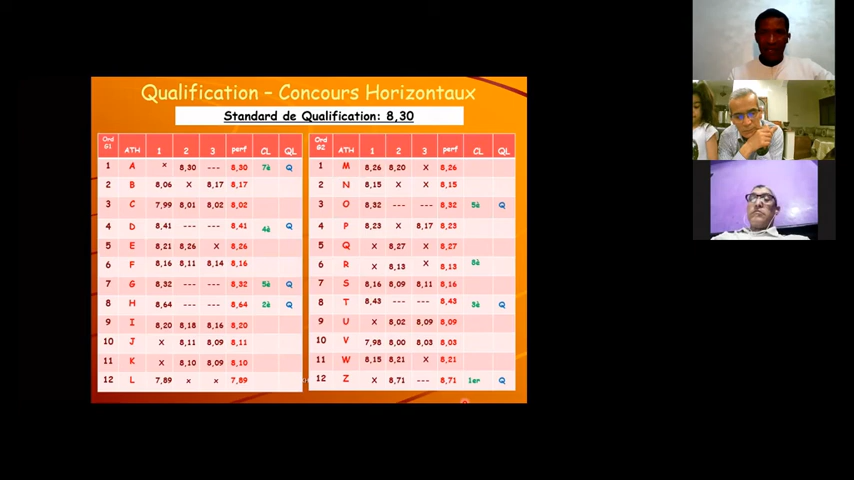 Qualification – Concours Horizontaux
Standard de Qualification: 8,30
Ord G1 ATH 1 2 3 perf CL QL
1 A x 8,30 --- 8,30 7è Q
2 B 8,06 X 8,17 8,17
3 C 7,99 8,01 8,02 8,02
4 D 8,41 --- --- 8,41 4è Q
5 E 8,21 8,26 X 8,26
6 F 8,16 8,11 8,14 8,16
7 G 8,32 --- --- 8,32 5è Q
8 H 8,64 --- --- 8,64 2è Q
9 I 8,20 8,18 8,16 8,20
10 J X 8,11 8,09 8,11
11 K X 8,10 8,09 8,10
12 L 7,89 x x 7,89
Ord G2 ATH 1 2 3 perf CL QL
1 M 8,26 8,20 X 8,26
2 N 8,15 X X 8,15
3 O 8,32 --- --- 8,32 5è Q
4 P 8,23 X 8,17 8,23
5 Q X 8,27 X 8,27
6 R X 8,13 X 8,13 8è
7 S 8,16 8,09 8,11 8,16
8 T 8,43 --- --- 8,43 3è Q
9 U X 8,02 8,09 8,09
10 V 7,98 8,00 8,03 8,03
11 W 8,15 8,21 X 8,21
12 Z X 8,71 --- 8,71 1er Q